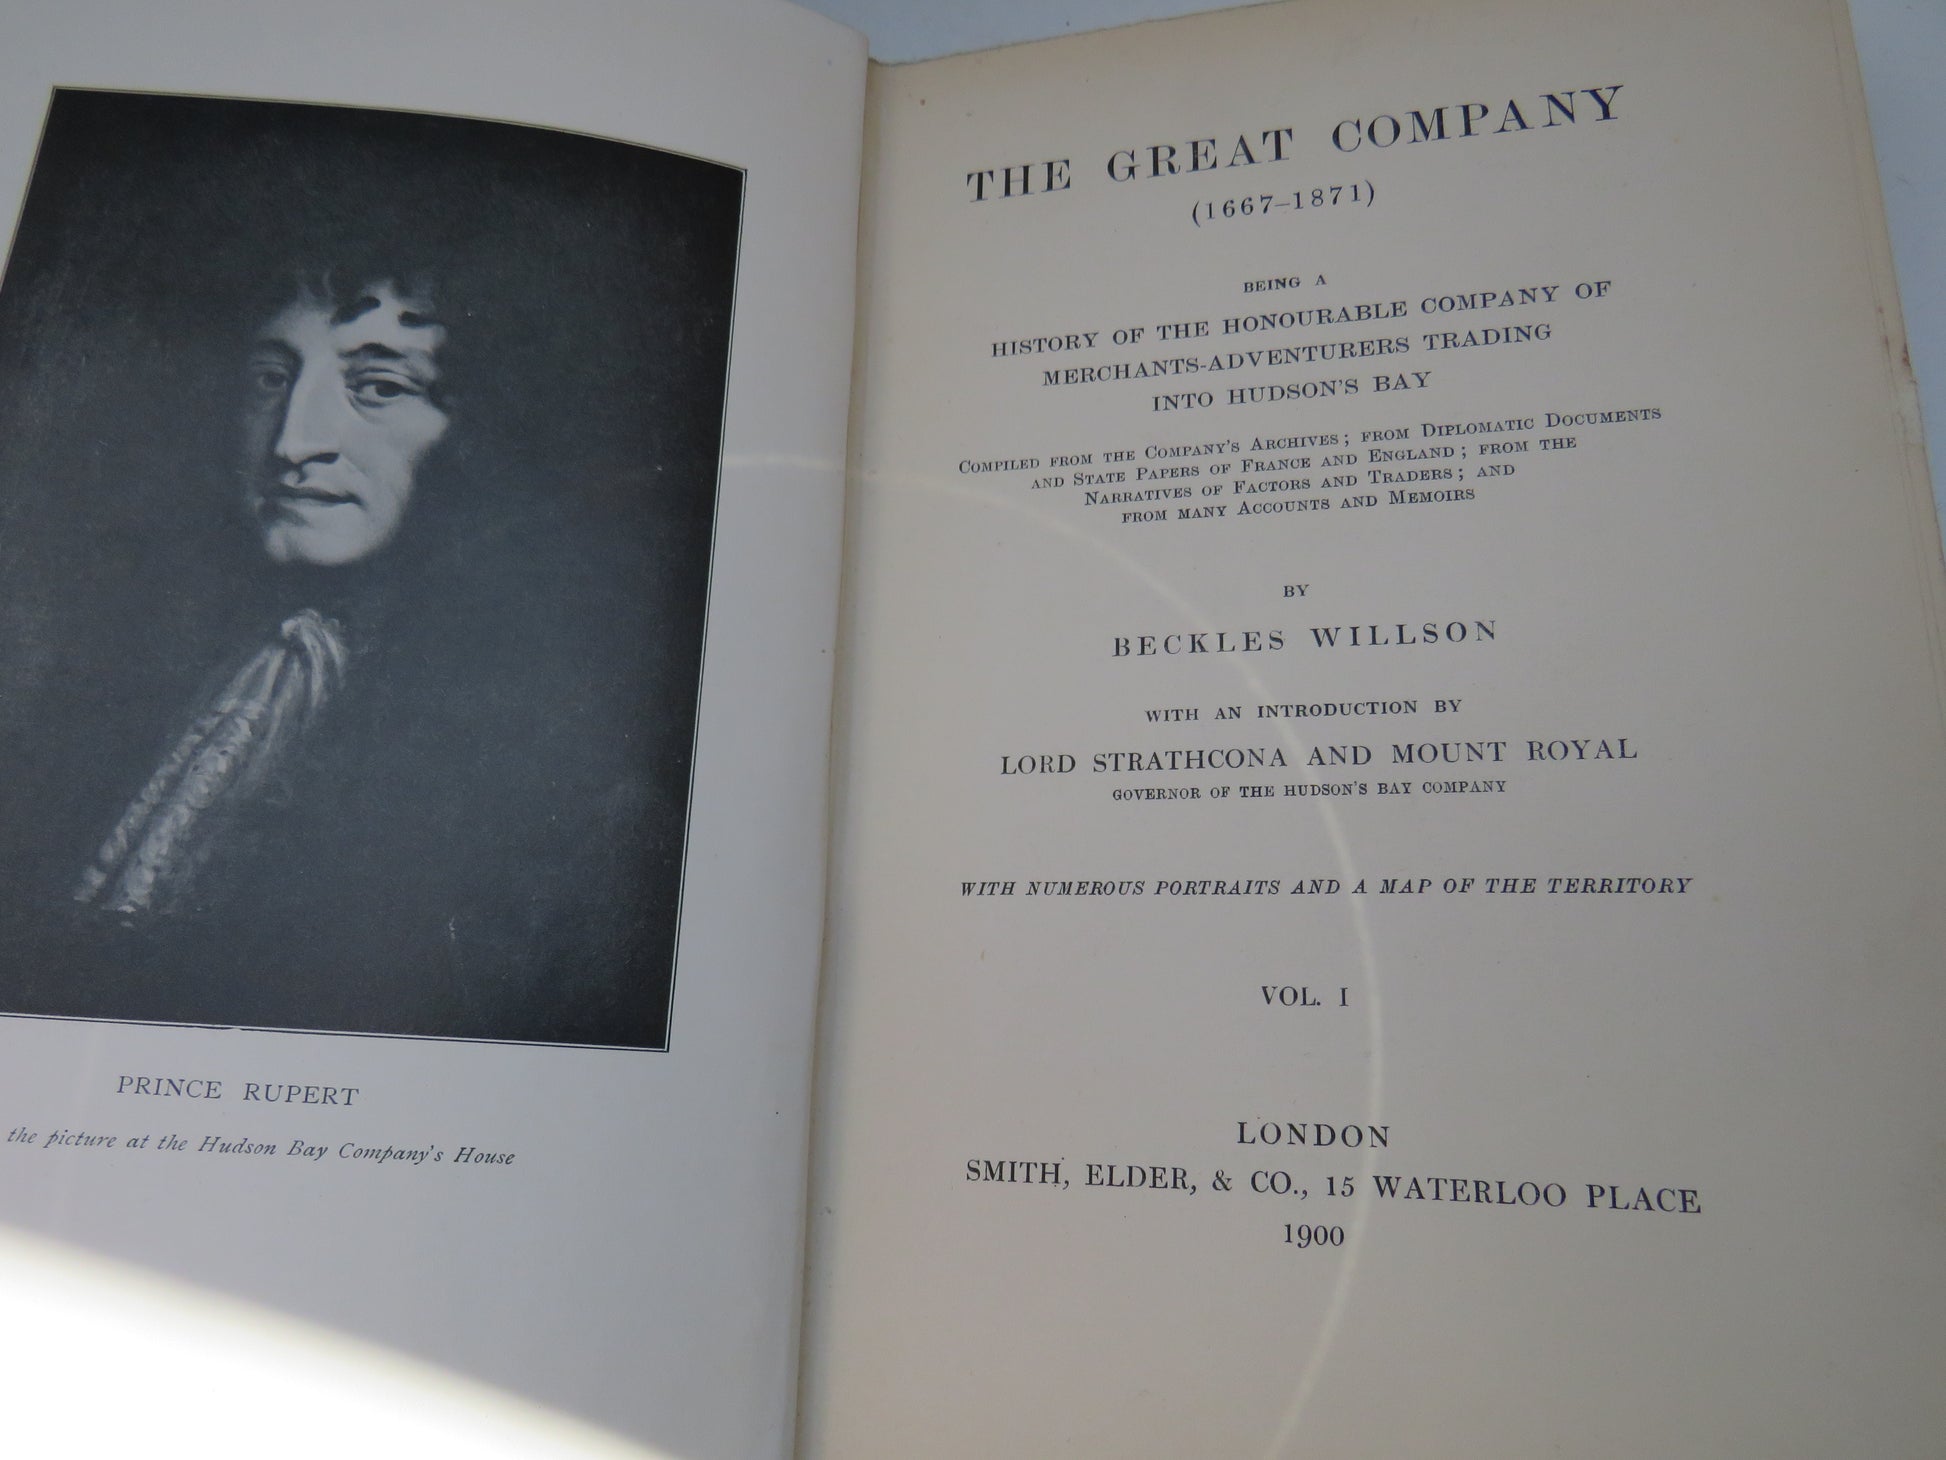 PRINCE RUPERT
the picture at the Hudson Bay Company's House
THE GREAT COMPANY
(1667–1871)
BEING A
HISTORY OF THE HONOURABLE COMPANY OF
MERCHANTS-ADVENTURERS TRADING
INTO HUDSON'S BAY
COMPILED FROM THE COMPANY'S ARCHIVES; FROM DIPLOMATIC DOCUMENTS
AND STATE PAPERS OF FRANCE AND ENGLAND; FROM THE
NARRATIVES OF FACTORS AND TRADERS; AND
FROM MANY ACCOUNTS AND MEMOIRS
BY
BECKLES WILLSON
WITH AN INTRODUCTION BY
LORD STRATHCONA AND MOUNT ROYAL
GOVERNOR OF THE HUDSON'S BAY COMPANY
WITH NUMEROUS PORTRAITS AND A MAP OF THE TERRITORY
VOL. I
LONDON
SMITH, ELDER, & CO., 15 WATERLOO PLACE
1900